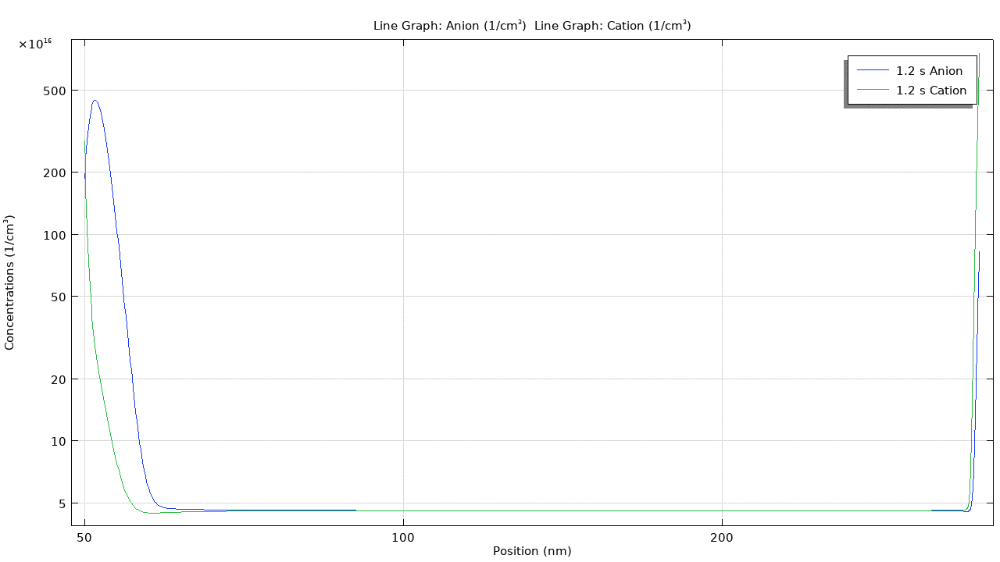 Line Graph: Anion (1/cm³)  Line Graph: Cation (1/cm³)
×10¹⁶
1.2 s Anion
1.2 s Cation
500
200
100
50
20
10
5
Concentrations (1/cm³)
50
100
200
Position (nm)